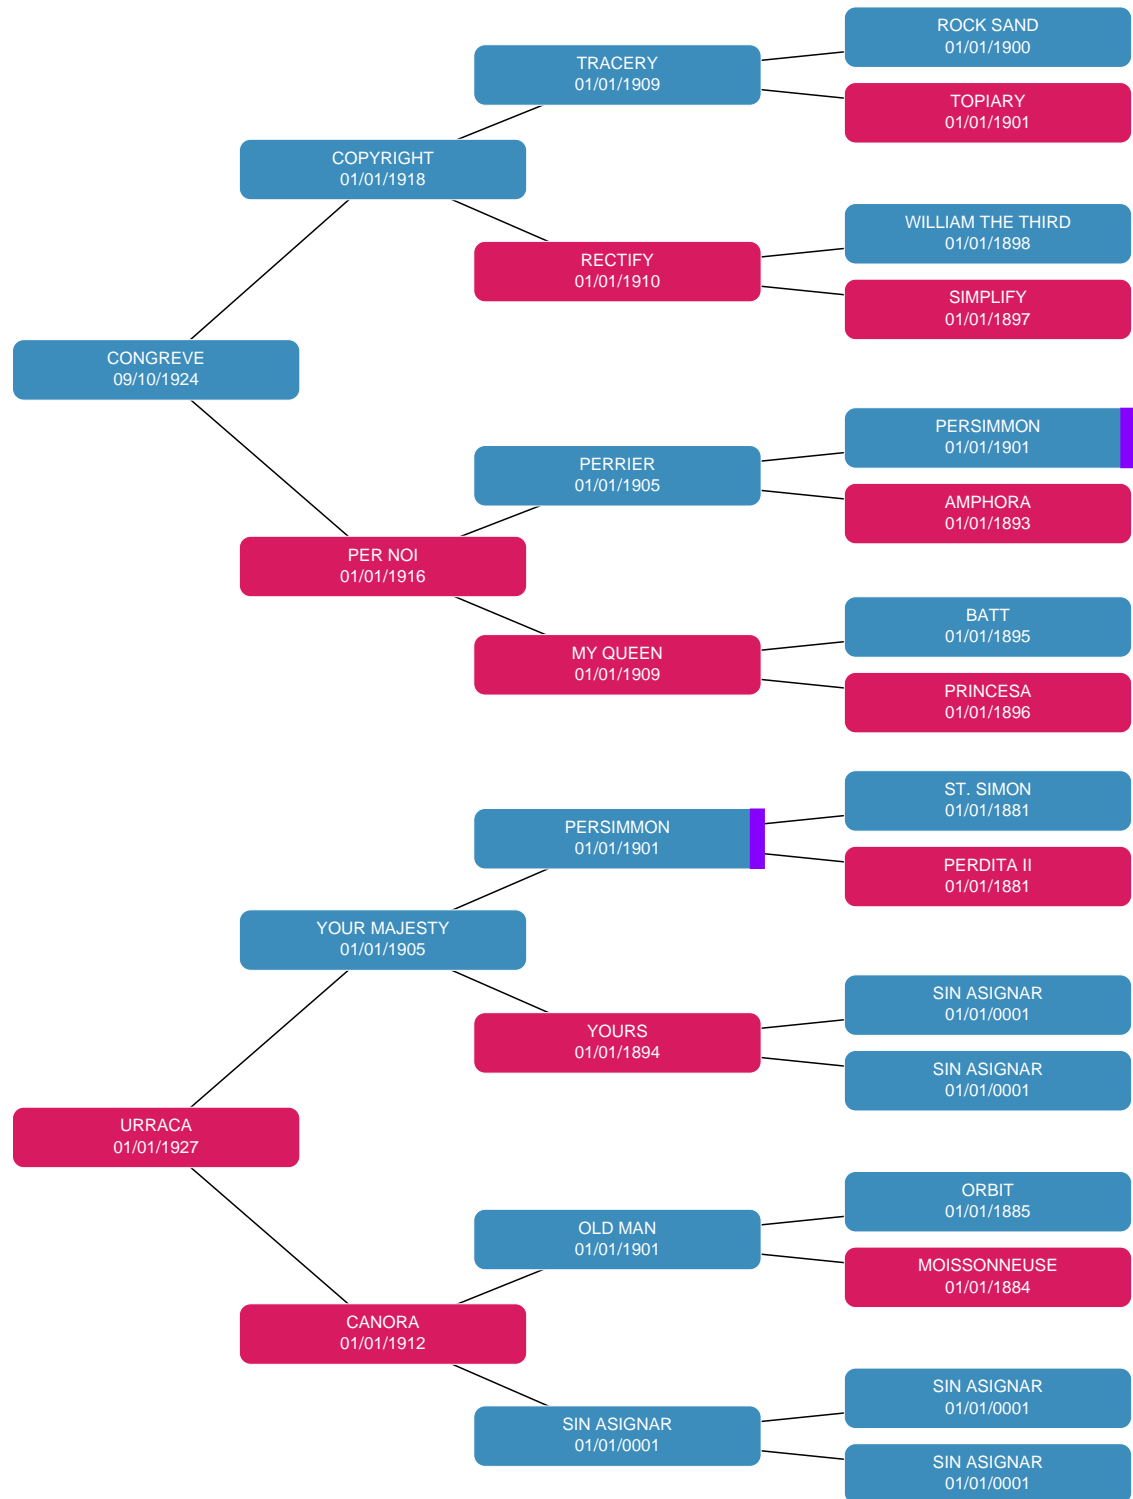 ROCK SAND
01/01/1900
TRACERY
01/01/1909
TOPIARY
01/01/1901
COPYRIGHT
01/01/1918
WILLIAM THE THIRD
01/01/1898
RECTIFY
01/01/1910
SIMPLIFY
01/01/1897
CONGREVE
09/10/1924
PERSIMMON
01/01/1901
PERRIER
01/01/1905
AMPHORA
01/01/1893
PER NOI
01/01/1916
BATT
01/01/1895
MY QUEEN
01/01/1909
PRINCESA
01/01/1896
ST. SIMON
01/01/1881
PERSIMMON
01/01/1901
PERDITA II
01/01/1881
YOUR MAJESTY
01/01/1905
SIN ASIGNAR
01/01/0001
YOURS
01/01/1894
SIN ASIGNAR
01/01/0001
URRACA
01/01/1927
ORBIT
01/01/1885
OLD MAN
01/01/1901
MOISSONNEUSE
01/01/1884
CANORA
01/01/1912
SIN ASIGNAR
01/01/0001
SIN ASIGNAR
01/01/0001
SIN ASIGNAR
01/01/0001